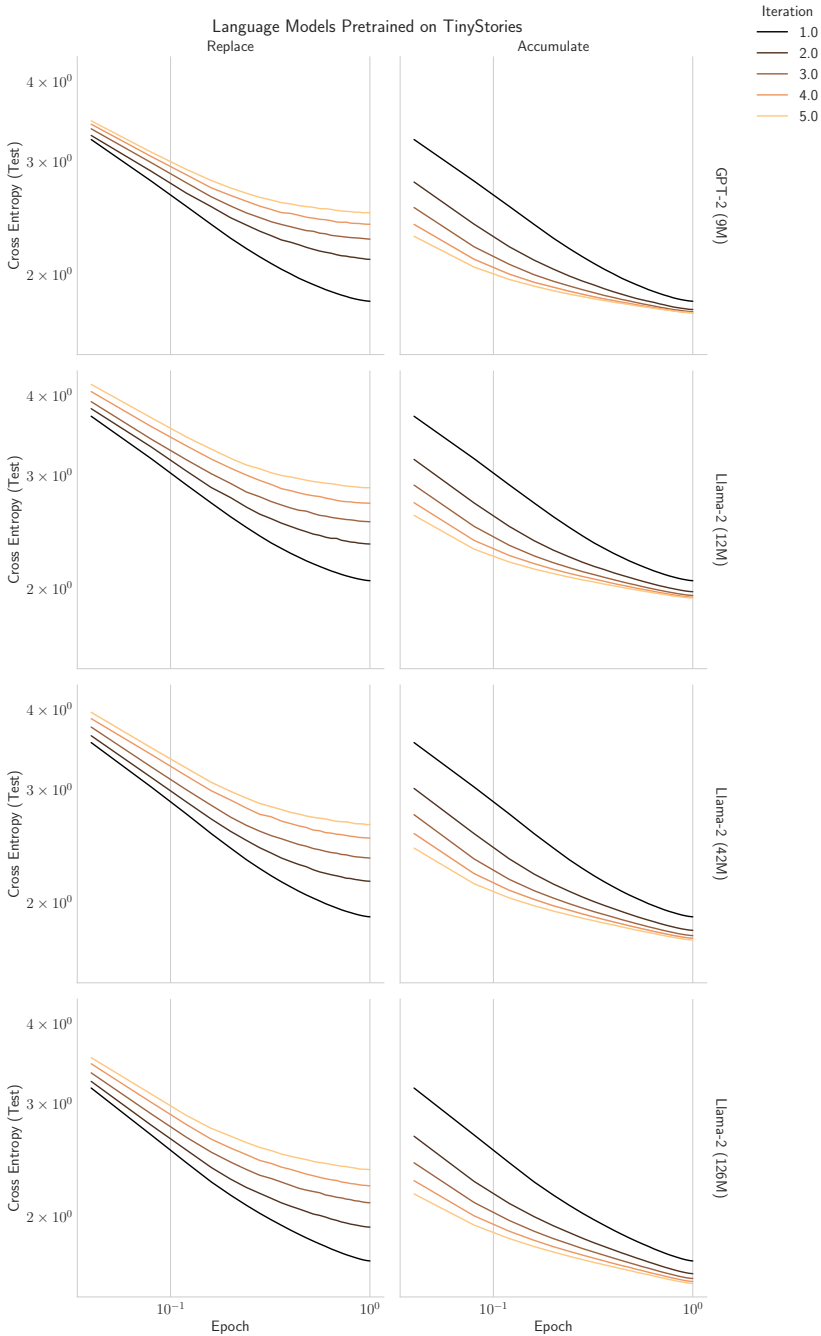 Language Models Pretrained on TinyStories
Replace
Accumulate
Iteration
1.0
2.0
3.0
4.0
5.0
4 × 10⁰
3 × 10⁰
2 × 10⁰
Cross Entropy (Test)
GPT-2 (9M)
4 × 10⁰
3 × 10⁰
2 × 10⁰
Cross Entropy (Test)
Llama-2 (12M)
4 × 10⁰
3 × 10⁰
2 × 10⁰
Cross Entropy (Test)
Llama-2 (42M)
4 × 10⁰
3 × 10⁰
2 × 10⁰
Cross Entropy (Test)
Llama-2 (126M)
10⁻¹
10⁰
10⁻¹
10⁰
Epoch
Epoch